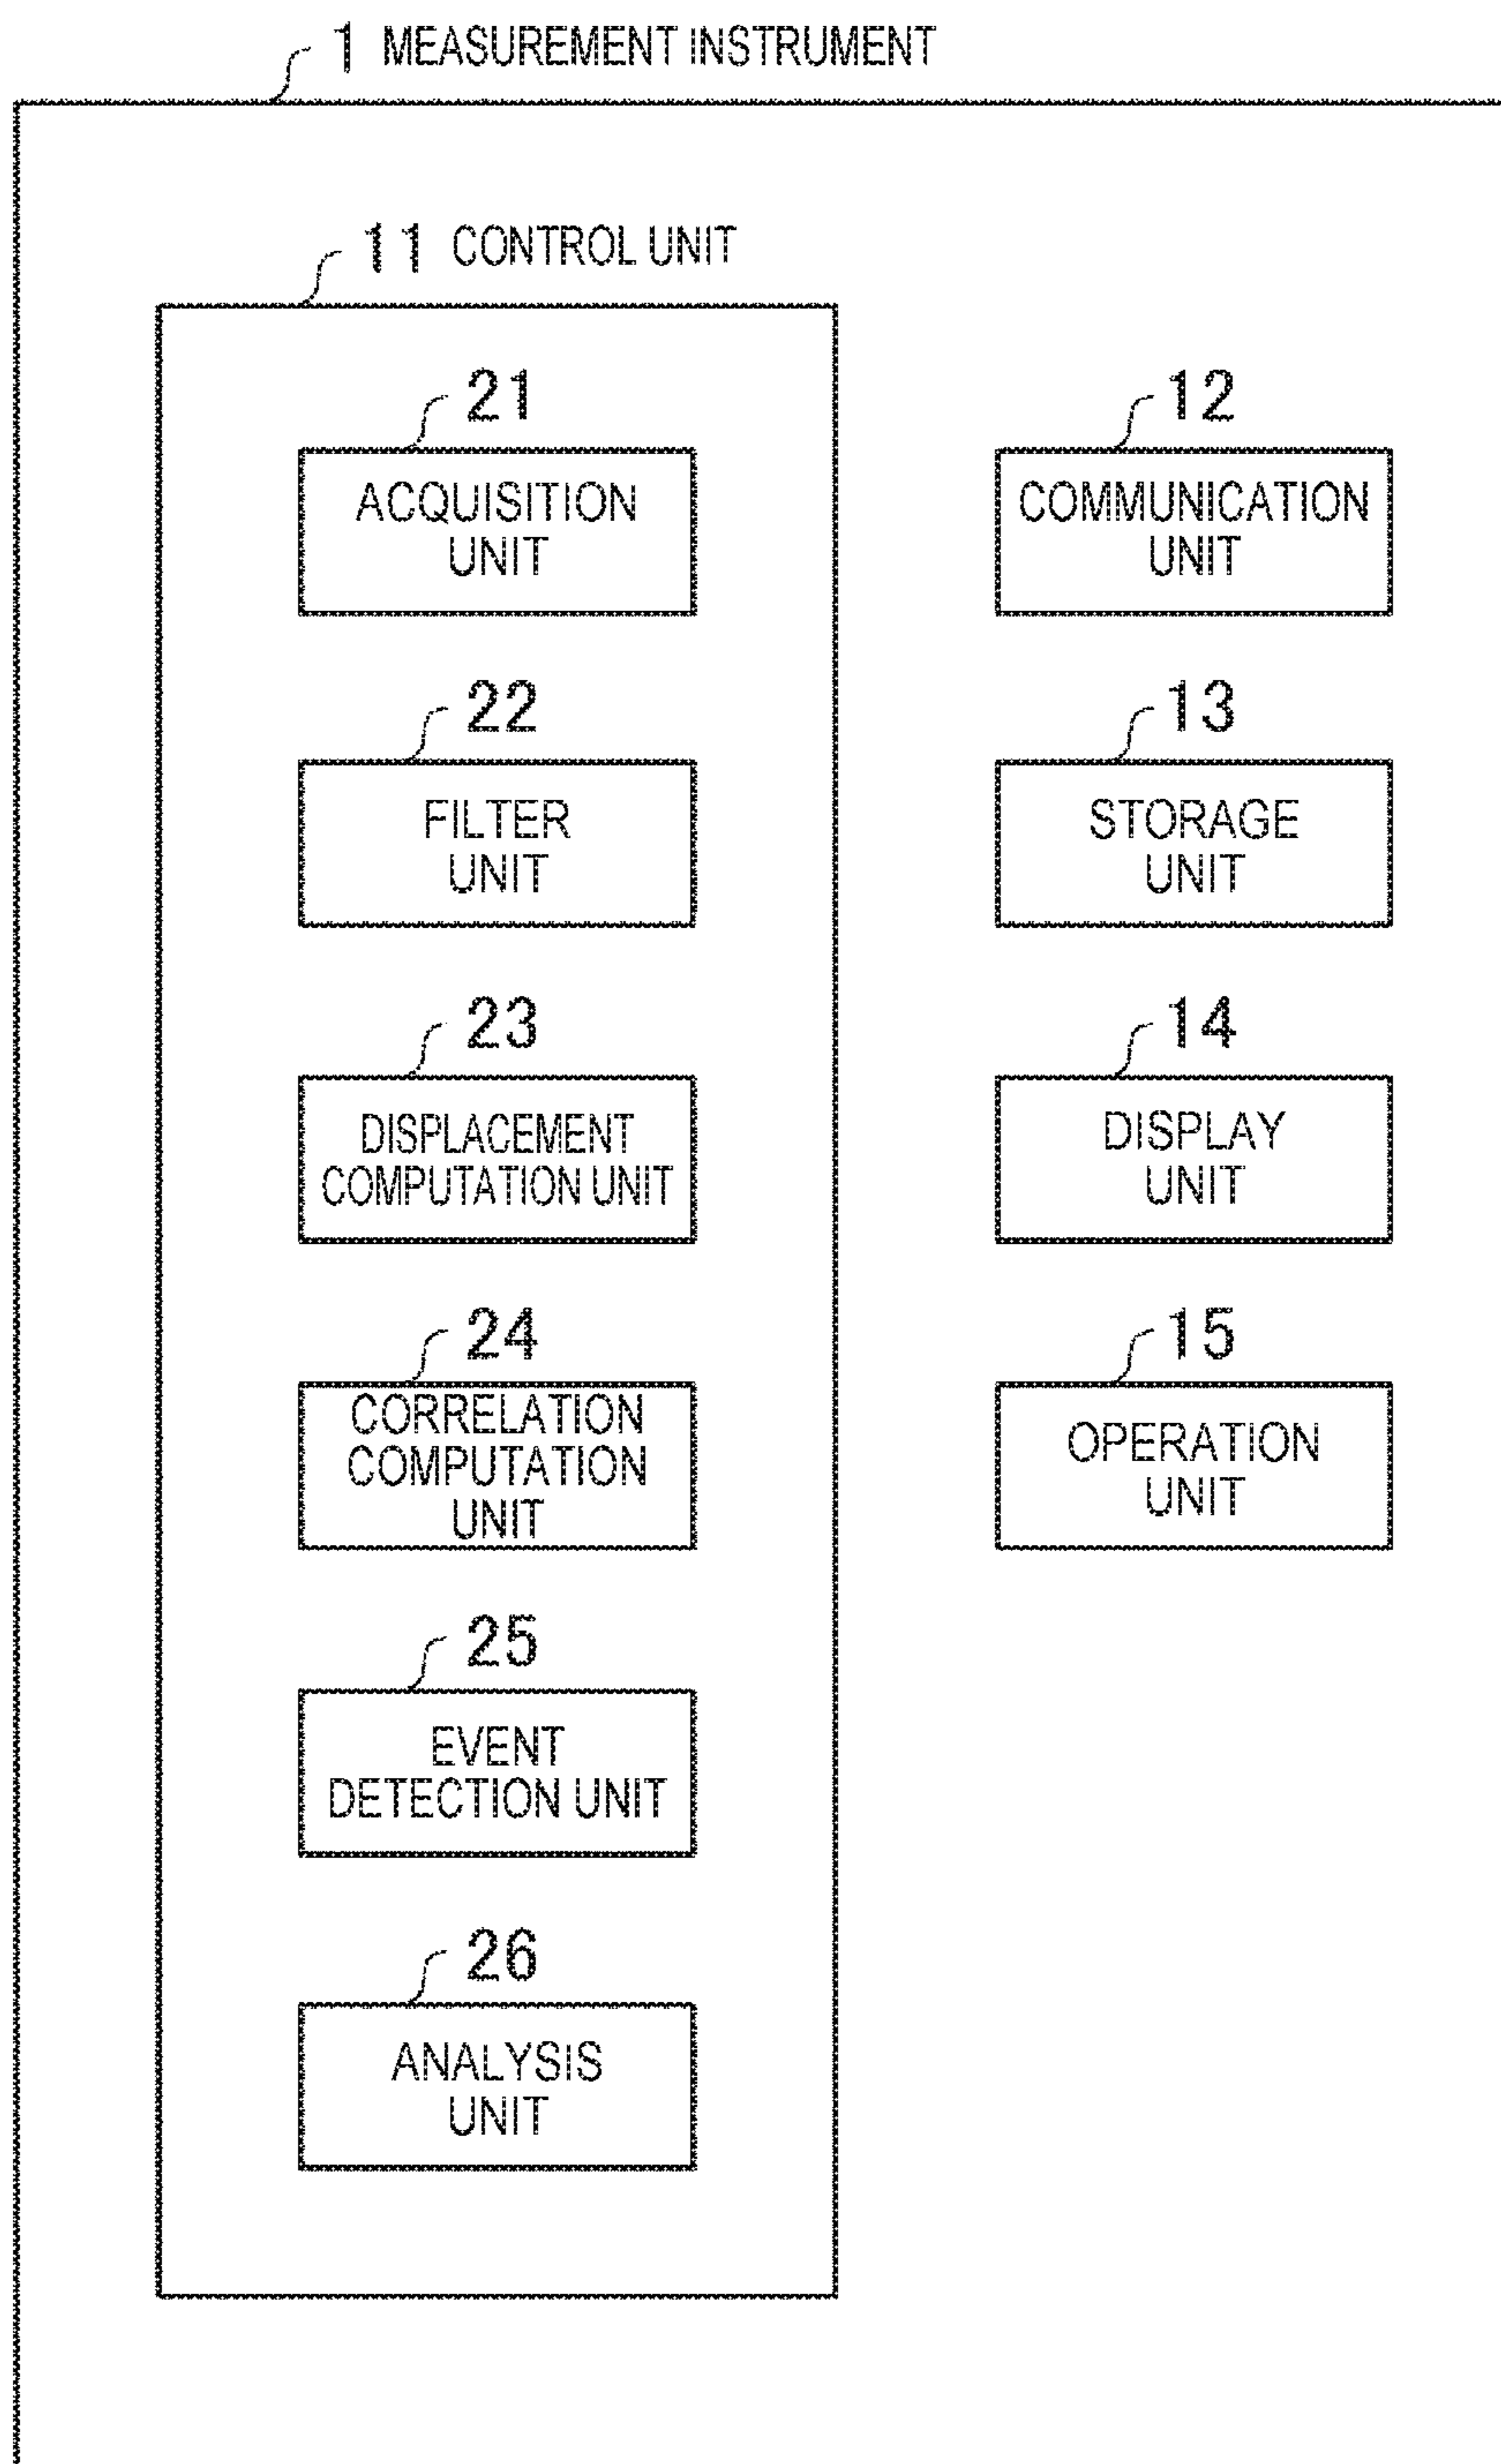 1 MEASUREMENT INSTRUMENT
11 CONTROL UNIT
21
ACQUISITION
UNIT
22
FILTER
UNIT
23
DISPLACEMENT
COMPUTATION UNIT
24
CORRELATION
COMPUTATION
UNIT
25
EVENT
DETECTION UNIT
26
ANALYSIS
UNIT
12
COMMUNICATION
UNIT
13
STORAGE
UNIT
14
DISPLAY
UNIT
15
OPERATION
UNIT